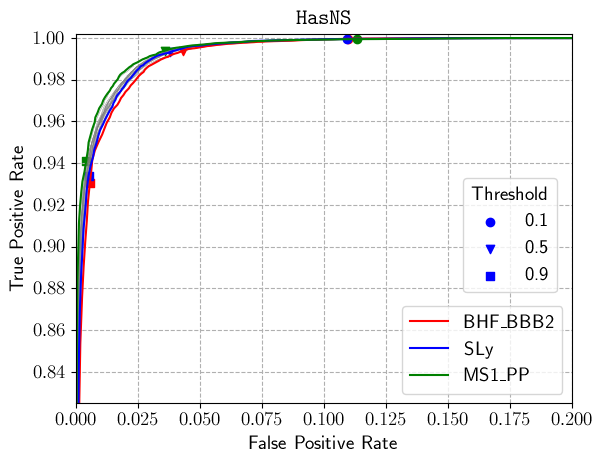 HasNS
True Positive Rate
1.00
0.98
0.96
0.94
0.92
0.90
0.88
0.86
0.84
Threshold
0.1
0.5
0.9
BHF_BBB2
SLy
MS1_PP
0.000 0.025 0.050 0.075 0.100 0.125 0.150 0.175 0.200
False Positive Rate